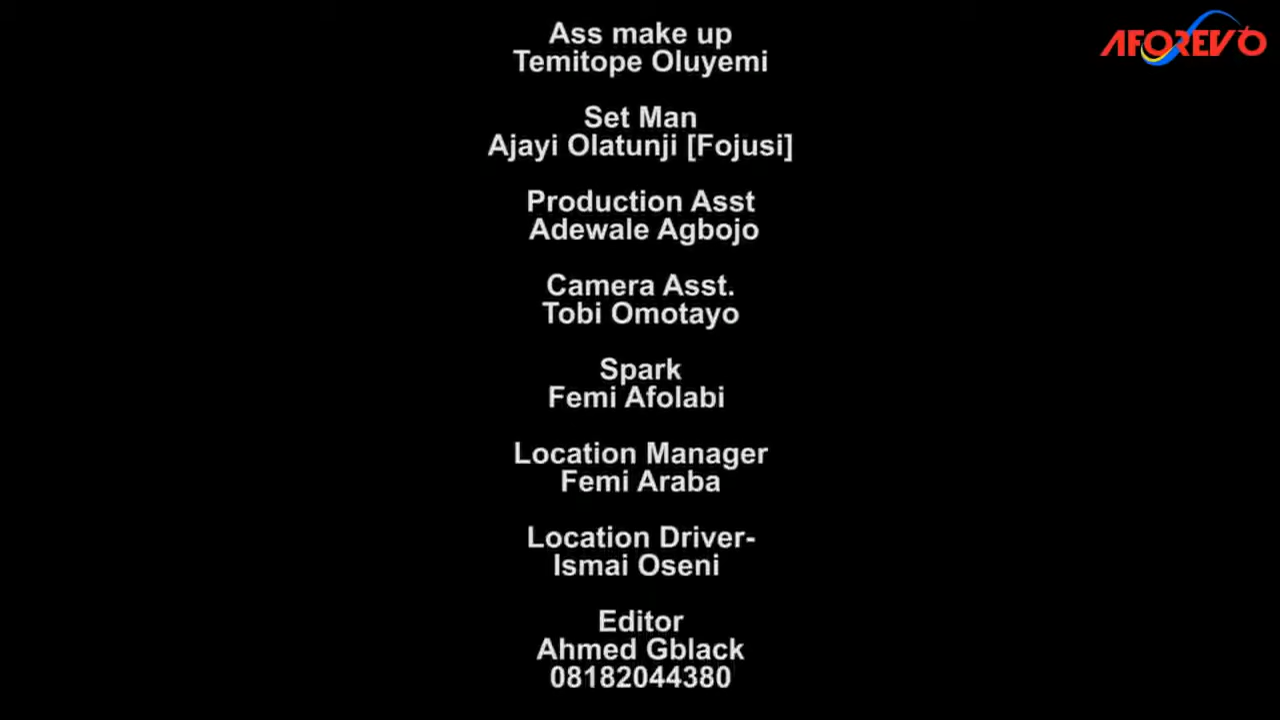 AFOREVO
Ass make up
Temitope Oluyemi
Set Man
Ajayi Olatunji [Fojusi]
Production Asst
Adewale Agbojo
Camera Asst.
Tobi Omotayo
Spark
Femi Afolabi
Location Manager
Femi Araba
Location Driver-
Ismai Oseni
Editor
Ahmed Gblack
08182044380